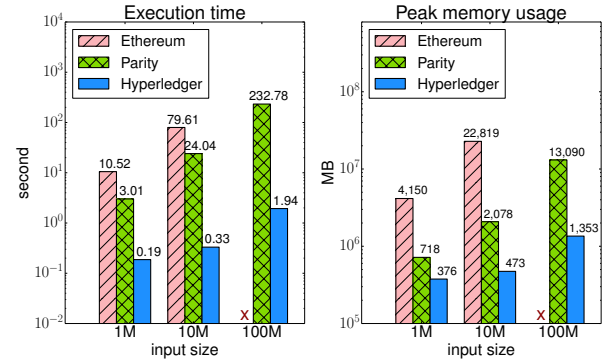 Execution time
Ethereum
Parity
Hyperledger
second
10^4
10^3
10^2
10^1
10^0
10^-1
10^-2
10.52
3.01
0.19
79.61
24.04
0.33
232.78
1.94
x
1M 10M 100M
input size
Peak memory usage
Ethereum
Parity
Hyperledger
MB
10^8
10^7
10^6
10^5
4,150
718
376
22,819
2,078
473
13,090
1,353
x
1M 10M 100M
input size